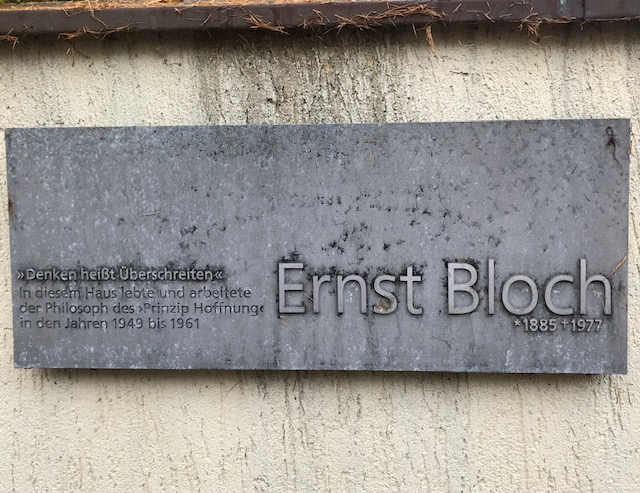 »Denken heißt Überschreiten«
In diesem Haus lebte und arbeitete
der Philosoph des ›Prinzip Hoffnung‹
in den Jahren 1949 bis 1961
Ernst Bloch
*1885 †1977